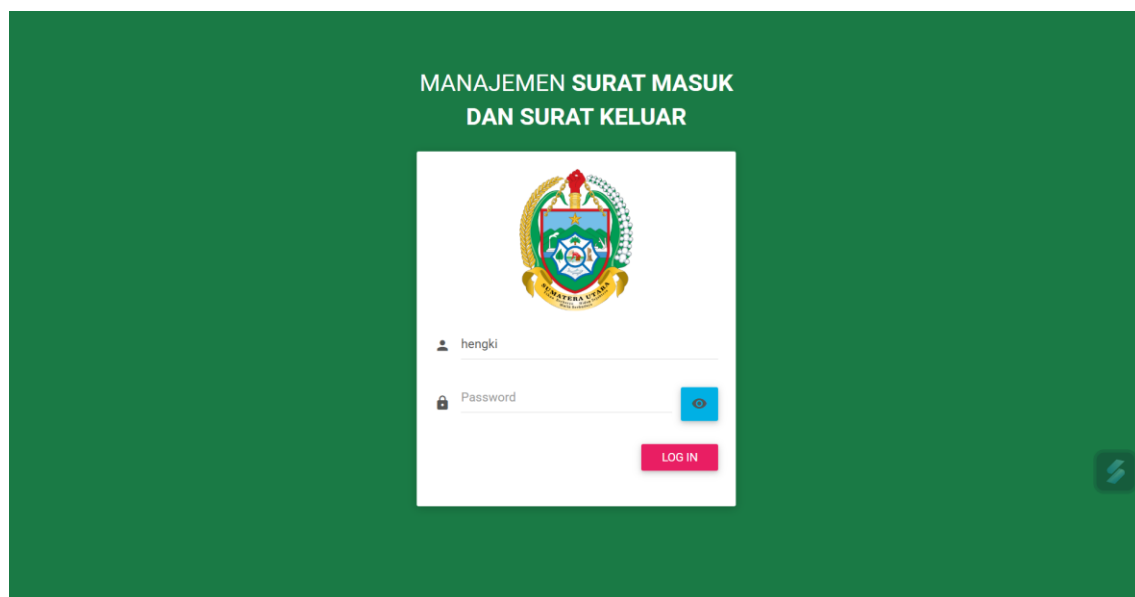 MANAJEMEN SURAT MASUK
DAN SURAT KELUAR
SUMATERA UTARA
hengki
Password
LOG IN